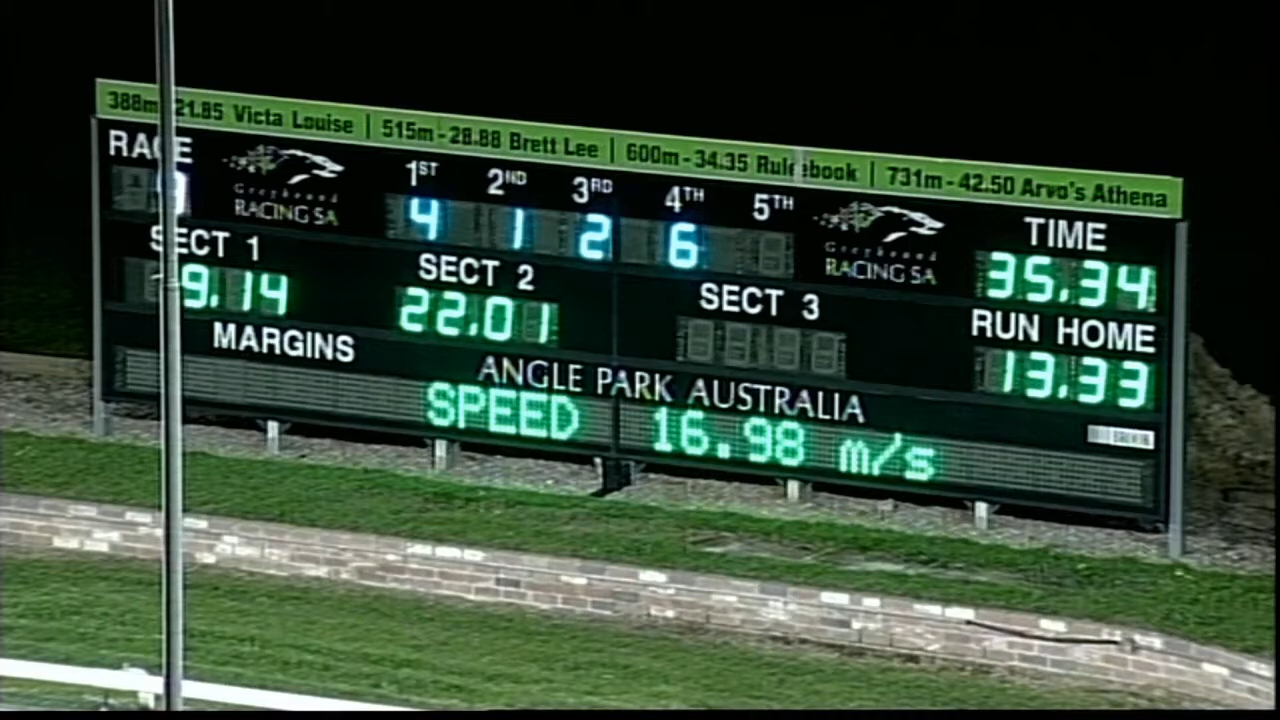 388m 21.85 Victa Louise | 515m - 28.88 Brett Lee | 600m - 34.35 Rulebook | 731m - 42.50 Arvo's Athena
RACE
Greyhound
RACING SA
1ST 2ND 3RD 4TH 5TH
4 1 2 6
Greyhound
RACING SA
TIME
35.34
SECT 1
9.14
SECT 2
22.01
SECT 3
RUN HOME
13.33
MARGINS
ANGLE PARK AUSTRALIA
SPEED 16.98 m/s